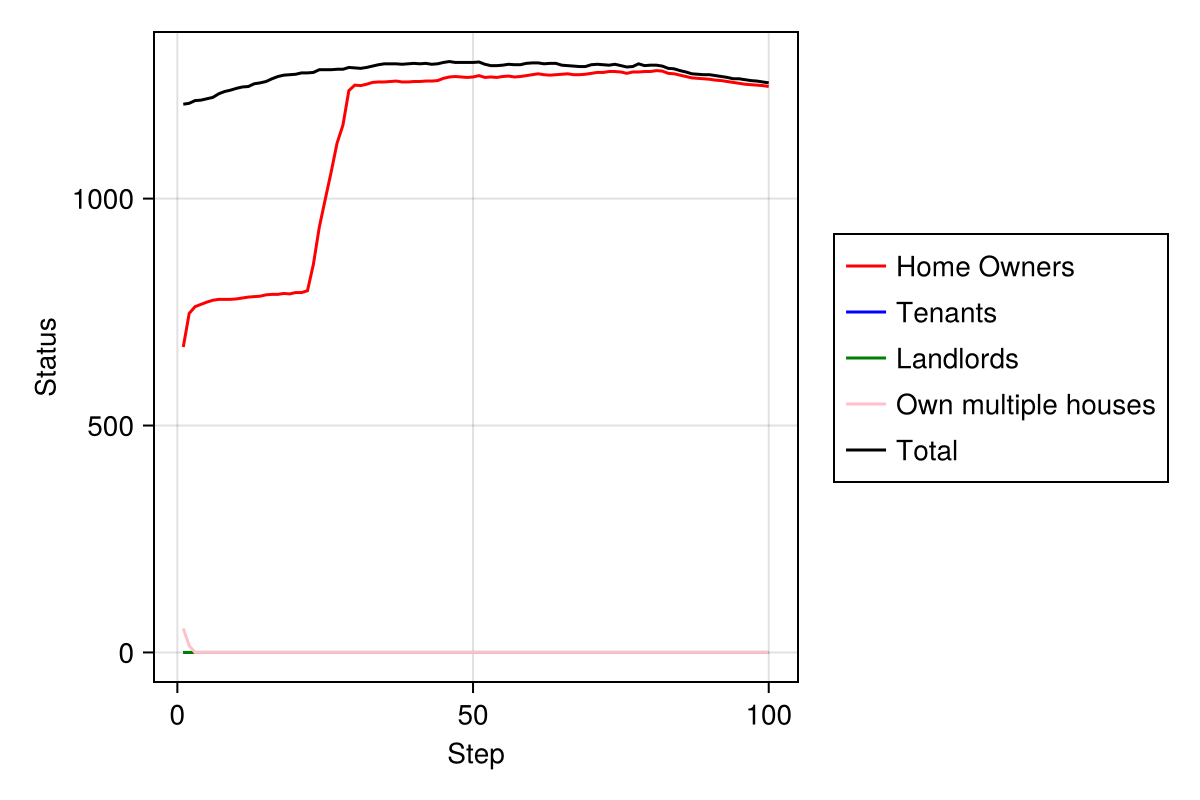 1000
500
0
Status
0 50 100
Step
Home Owners
Tenants
Landlords
Own multiple houses
Total